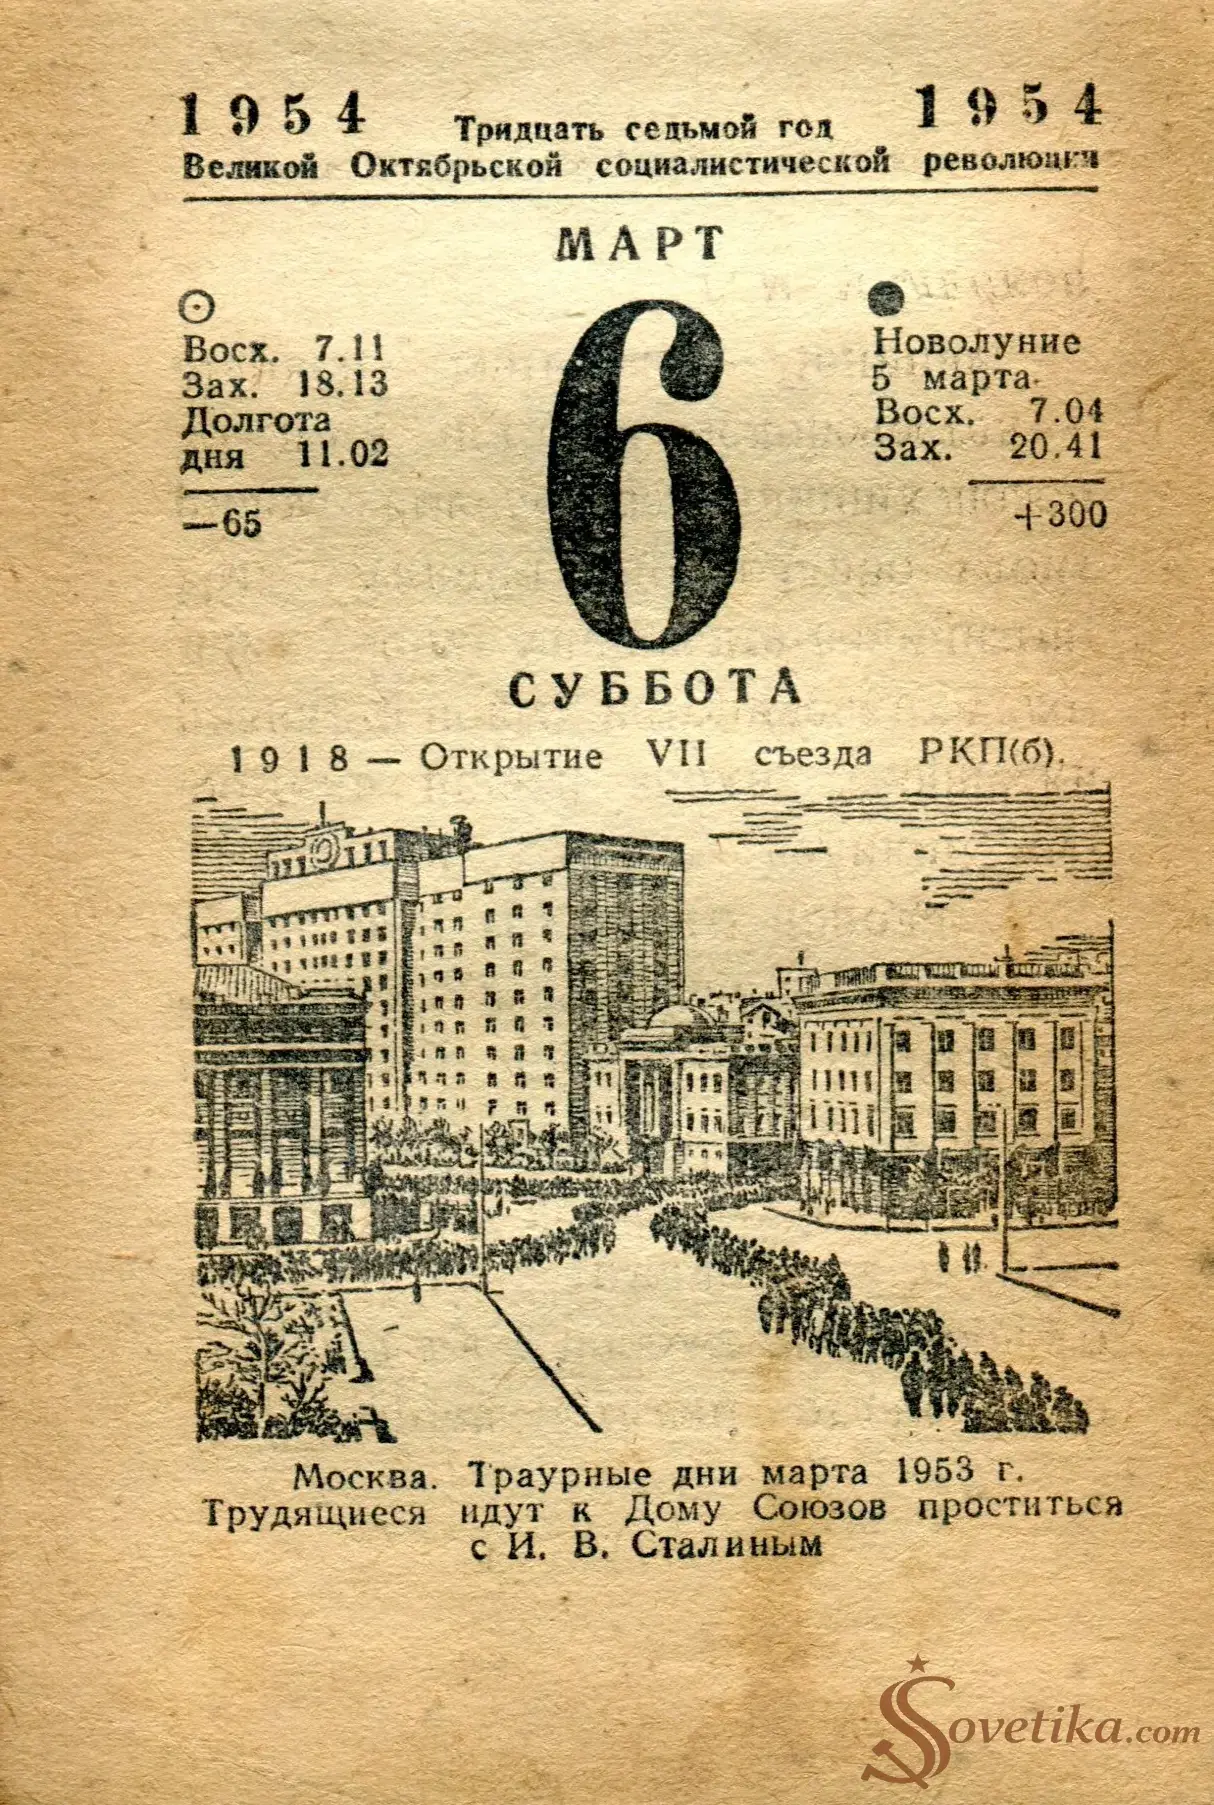 1954 Тридцать седьмой год 1954
Великой Октябрьской социалистической революции
МАРТ
Восх. 7.11
Зах. 18.13
Долгота
дня 11.02
—65
6
Новолуние
5 марта
Восх. 7.04
Зах. 20.41
+300
СУББОТА
1918 — Открытие VII съезда РКП(б).
Москва. Траурные дни марта 1953 г.
Трудящиеся идут к Дому Союзов проститься
с И. В. Сталиным
Sovetika.com